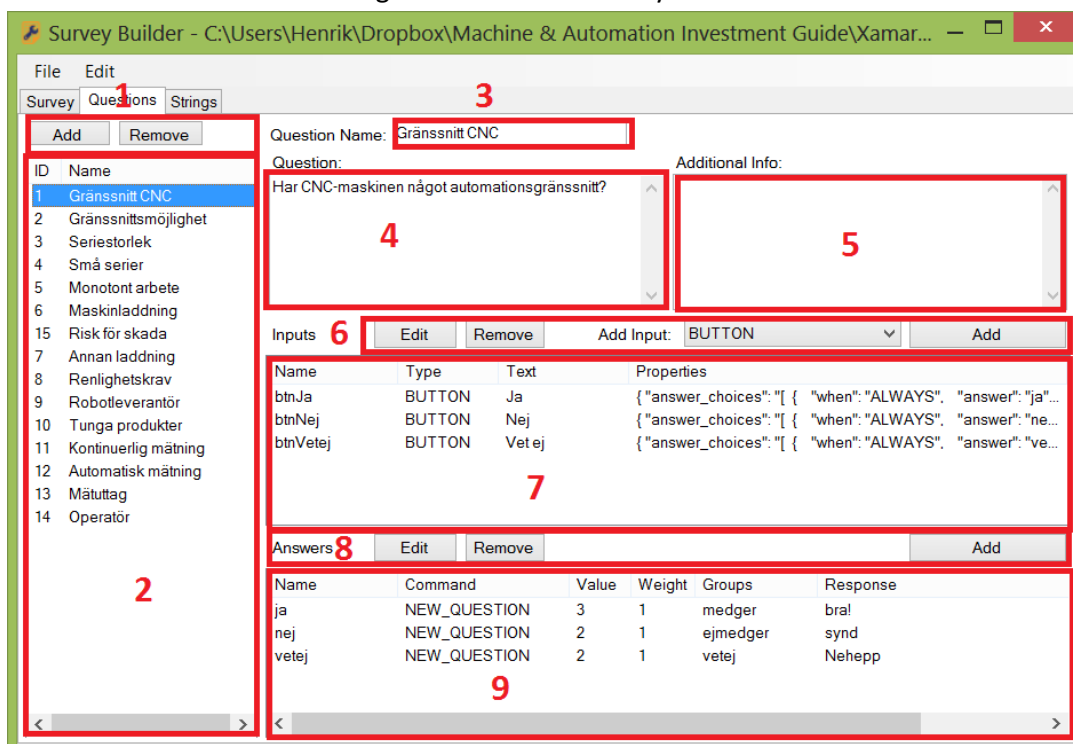 Survey Builder - C:\Users\Henrik\Dropbox\Machine & Automation Investment Guide\Xamar...
File Edit
Survey Questions Strings
1
3
Add Remove
Question Name: Gränssnitt CNC
Question: Additional Info:
ID Name
1 Gränssnitt CNC
2 Gränssnittsmöjlighet
3 Seriestorlek
4 Små serier
5 Monotont arbete
6 Maskinladdning
15 Risk för skada
7 Annan laddning
8 Renlighetskrav
9 Robotleverantör
10 Tunga produkter
11 Kontinuerlig mätning
12 Automatisk mätning
13 Mätuttag
14 Operatör
2
Har CNC-maskinen något automationsgränssnitt?
4
5
Inputs 6 Edit Remove Add Input: BUTTON Add
Name Type Text Properties
btnJa BUTTON Ja { "answer_choices": "[ { "when": "ALWAYS", "answer": "ja"...
btnNej BUTTON Nej { "answer_choices": "[ { "when": "ALWAYS", "answer": "ne...
btnVetej BUTTON Vet ej { "answer_choices": "[ { "when": "ALWAYS", "answer": "ve...
7
Answers 8 Edit Remove Add
Name Command Value Weight Groups Response
ja NEW_QUESTION 3 1 medger bra!
nej NEW_QUESTION 2 1 ejmedger synd
vetej NEW_QUESTION 2 1 vetej Nehepp
9